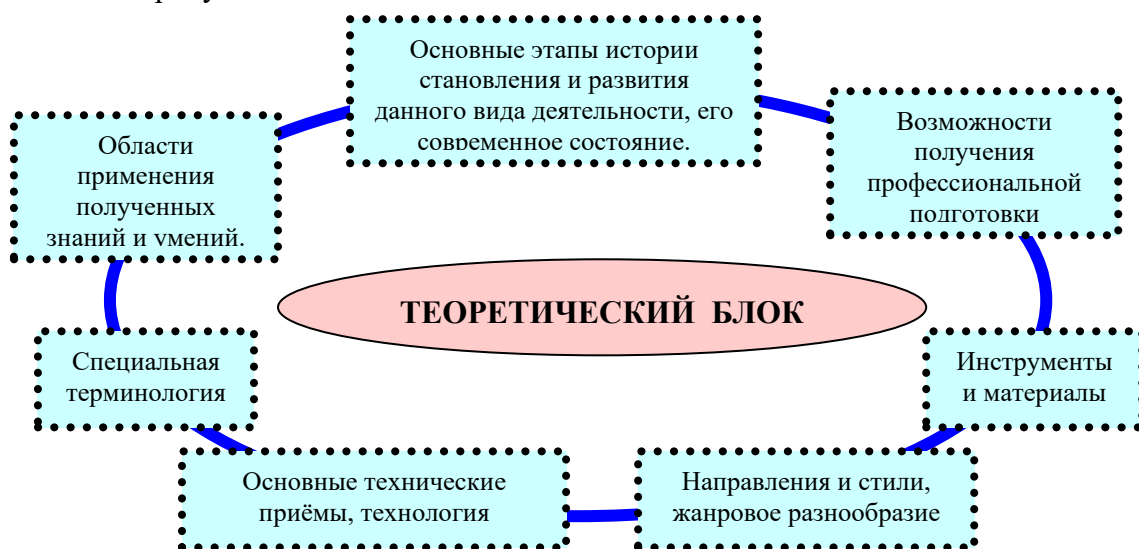 Основные этапы истории
становления и развития
данного вида деятельности, его
современное состояние.
Возможности
получения
профессиональной
подготовки
Области
применения
полученных
знаний и умений.
ТЕОРЕТИЧЕСКИЙ БЛОК
Специальная
терминология
Инструменты
и материалы
Основные технические
приёмы, технология
Направления и стили,
жанровое разнообразие